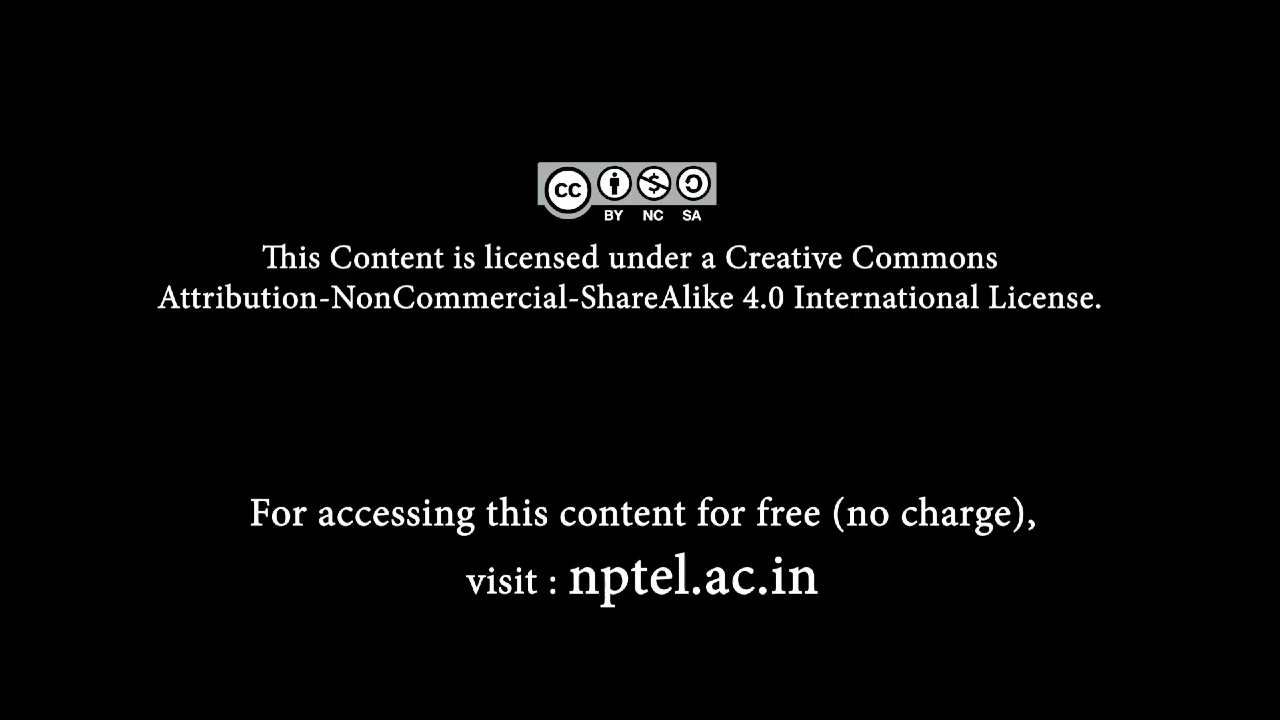 cc
BY NC SA
This Content is licensed under a Creative Commons
Attribution-NonCommercial-ShareAlike 4.0 International License.
For accessing this content for free (no charge),
visit : nptel.ac.in